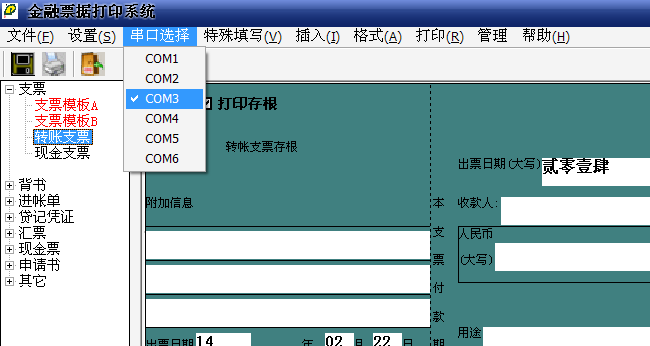 金融票据打印系统
文件(F) 设置(S) 串口选择 特殊填写(V) 插入(I) 格式(A) 打印(R) 管理 帮助(H)
COM1
COM2
COM3
COM4
COM5
COM6
支票
支票模板A
支票模板B
转账支票
现金支票
背书
进帐单
贷记凭证
汇票
现金票
申请书
其它
打印存根
转帐支票存根
附加信息
出票日期 14 年 02 月 22 日
本
支
票
付
款
期
出票日期(大写) 贰零壹肆
收款人:
人民币
(大写)
用途